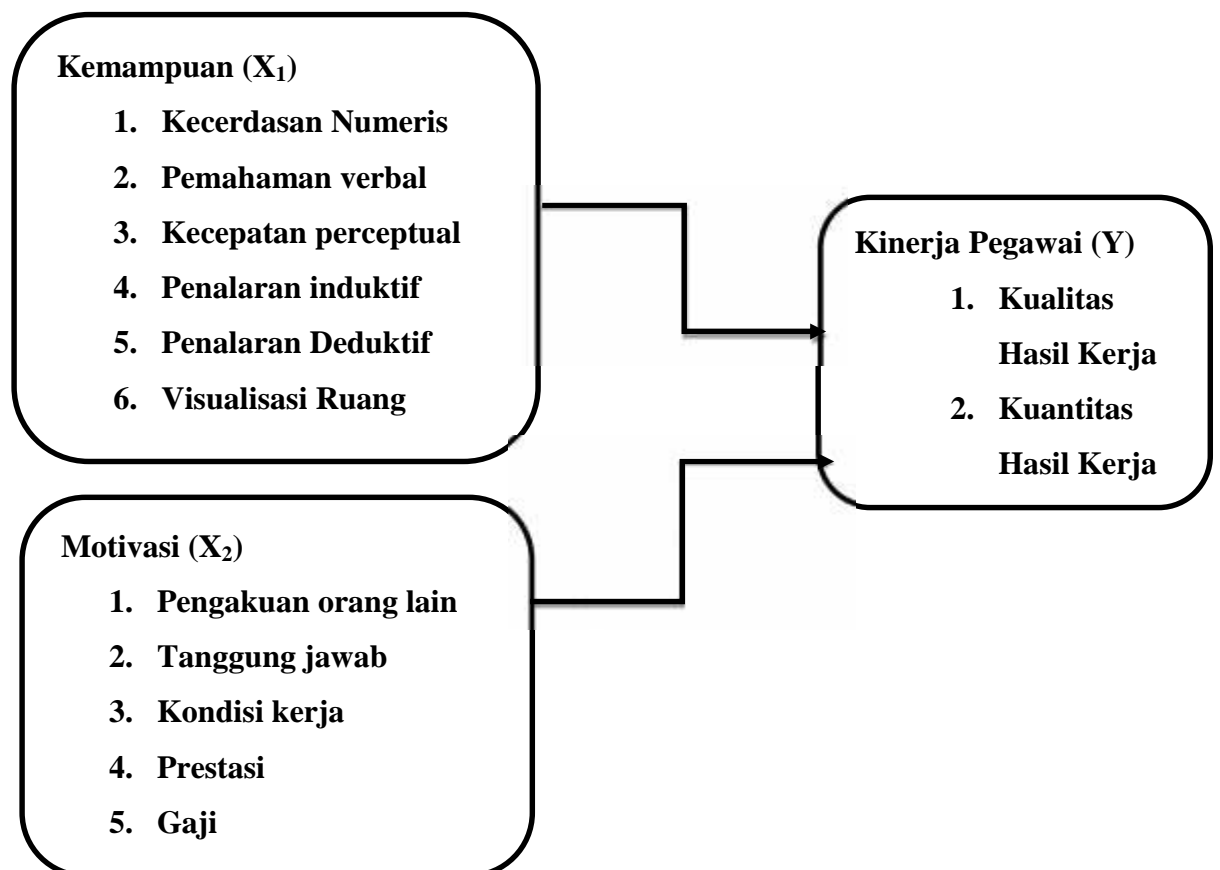 Kemampuan (X₁)
1. Kecerdasan Numeris
2. Pemahaman verbal
3. Kecepatan perceptual
4. Penalaran induktif
5. Penalaran Deduktif
6. Visualisasi Ruang
Kinerja Pegawai (Y)
1. Kualitas
Hasil Kerja
2. Kuantitas
Hasil Kerja
Motivasi (X₂)
1. Pengakuan orang lain
2. Tanggung jawab
3. Kondisi kerja
4. Prestasi
5. Gaji